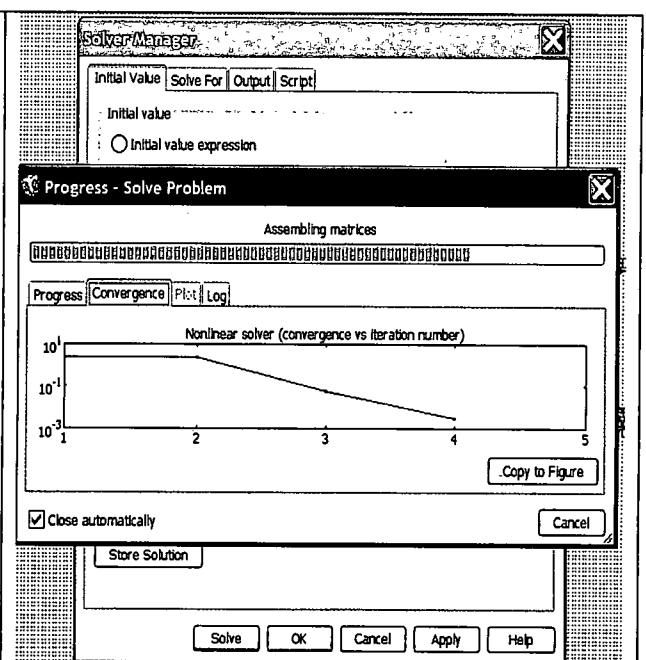 Solver Manager
Initial Value Solve For Output Script
Initial value
Initial value expression
Progress - Solve Problem
Assembling matrices
Progress Convergence Plot Log
Nonlinear solver (convergence vs iteration number)
10^1
10^-1
10^-3
1 2 3 4 5
Copy to Figure
Close automatically
Cancel
Store Solution
Solve OK Cancel Apply Help